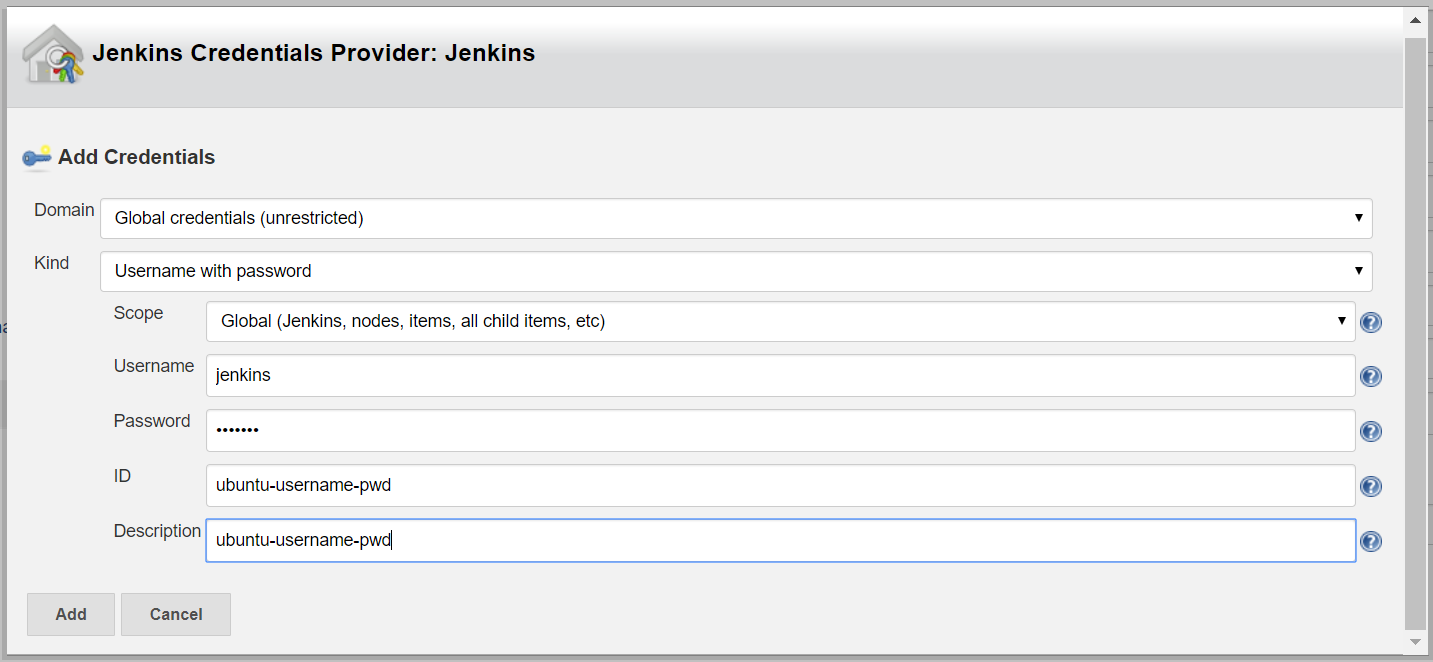 Jenkins Credentials Provider: Jenkins
Add Credentials
Domain Global credentials (unrestricted)
Kind Username with password
Scope Global (Jenkins, nodes, items, all child items, etc)
Username jenkins
Password •••••••
ID ubuntu-username-pwd
Description ubuntu-username-pwd
Add Cancel